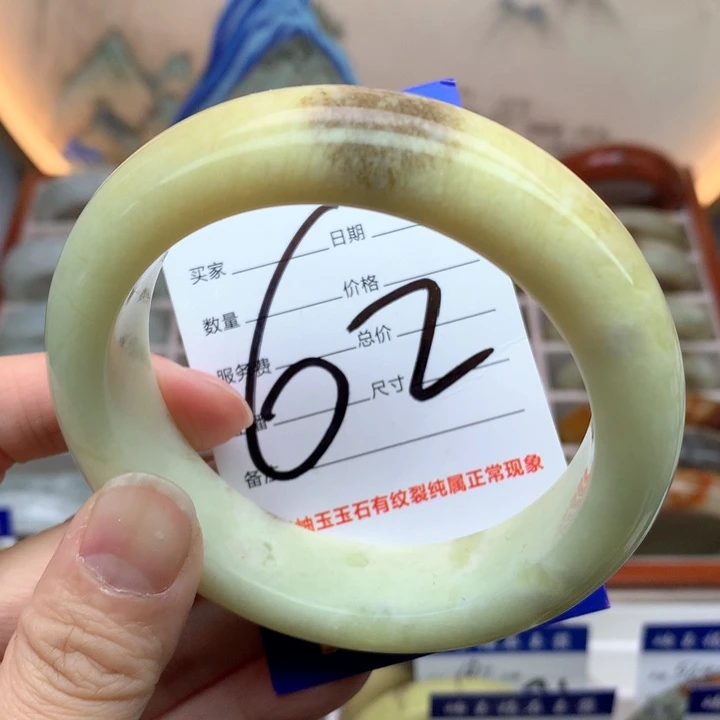 买家
日期
数量
价格
62
服务费
总价
尺寸
备注
岫玉玉石有纹裂纯属正常现象